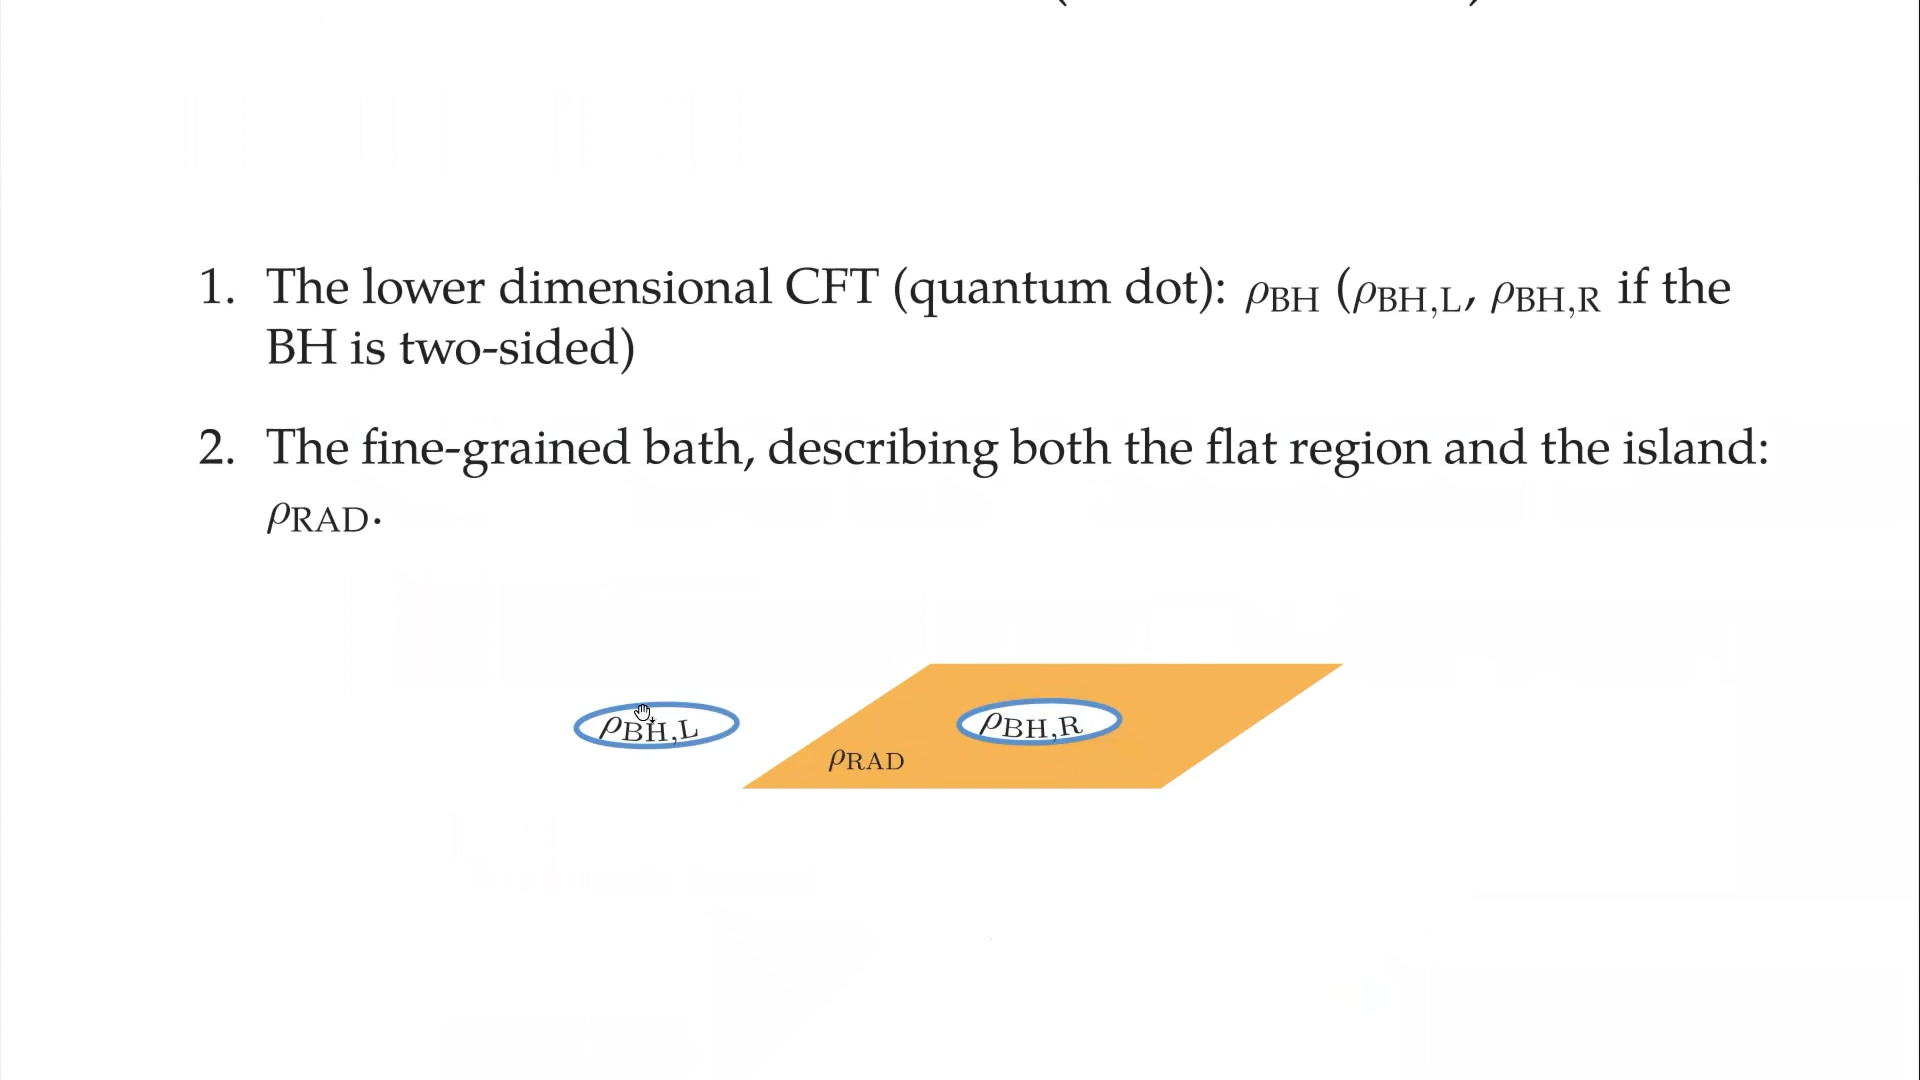 1. The lower dimensional CFT (quantum dot): ρBH (ρBH,L, ρBH,R if the
BH is two-sided)
2. The fine-grained bath, describing both the flat region and the island:
ρRAD.
ρBH,L
ρBH,R
ρRAD